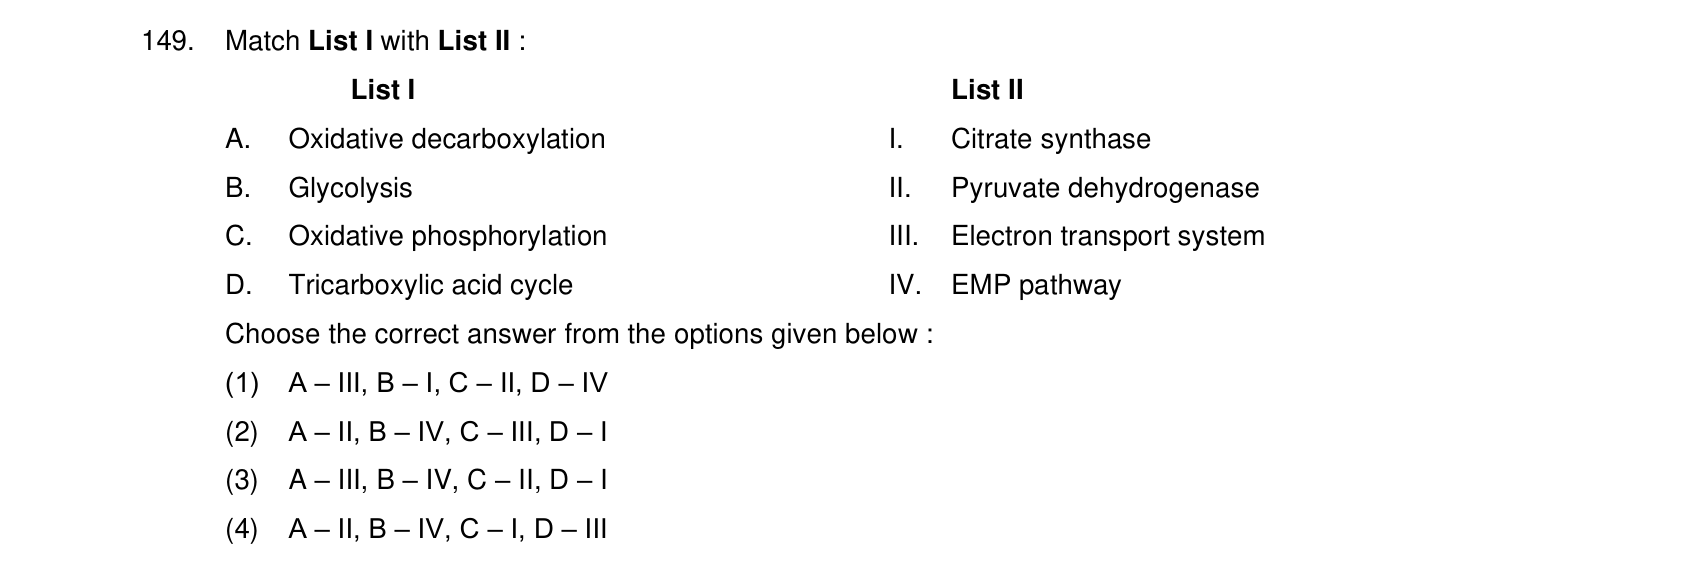 149. Match List I with List II :
List I List II
A. Oxidative decarboxylation I. Citrate synthase
B. Glycolysis II. Pyruvate dehydrogenase
C. Oxidative phosphorylation III. Electron transport system
D. Tricarboxylic acid cycle IV. EMP pathway
Choose the correct answer from the options given below :
(1) A – III, B – I, C – II, D – IV
(2) A – II, B – IV, C – III, D – I
(3) A – III, B – IV, C – II, D – I
(4) A – II, B – IV, C – I, D – III